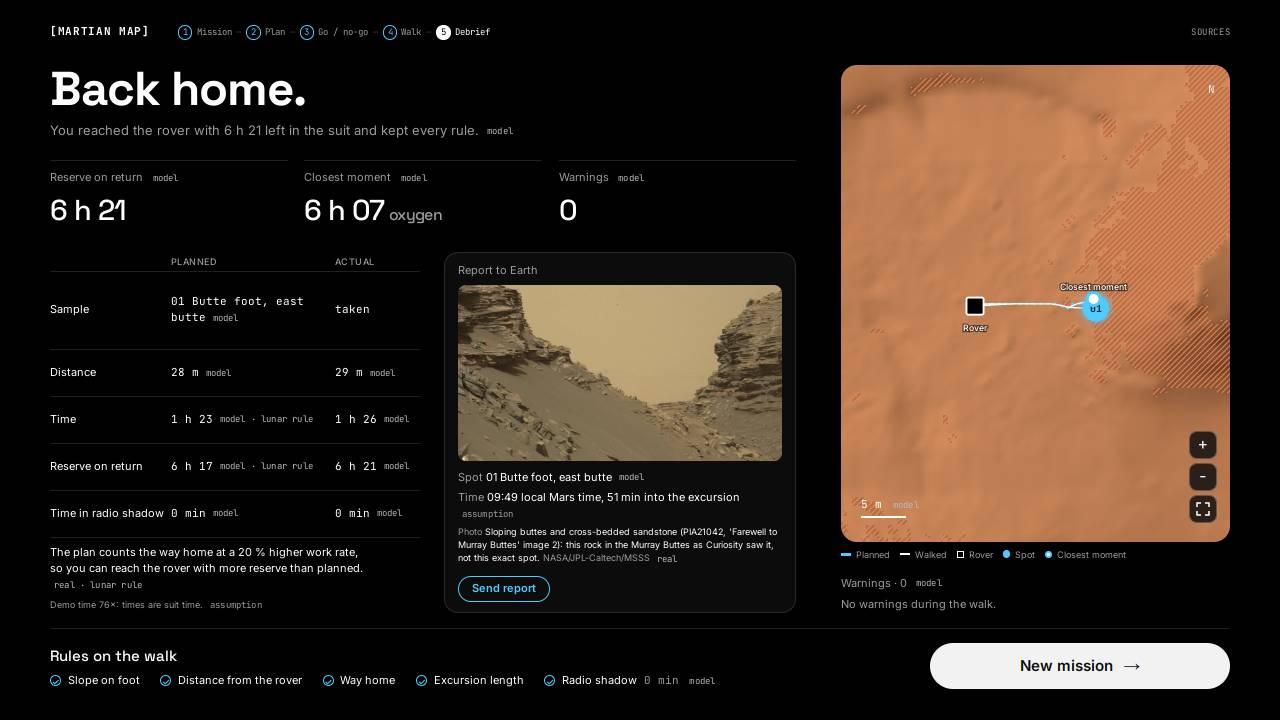 [MARTIAN MAP]
1 Mission – 2 Plan – 3 Go / no-go – 4 Walk – 5 Debrief
SOURCES
Back home.
You reached the rover with 6 h 21 left in the suit and kept every rule. model
Reserve on return model
6 h 21
Closest moment model
6 h 07 oxygen
Warnings model
0
PLANNED ACTUAL
Sample 01 Butte foot, east butte model taken
Distance 28 m model 29 m model
Time 1 h 23 model · lunar rule 1 h 26 model
Reserve on return 6 h 17 model · lunar rule 6 h 21 model
Time in radio shadow 0 min model 0 min model
The plan counts the way home at a 20 % higher work rate,
so you can reach the rover with more reserve than planned.
real · lunar rule
Demo time 76×: times are suit time. assumption
Report to Earth
Spot 01 Butte foot, east butte model
Time 09:49 local Mars time, 51 min into the excursion
assumption
Photo Sloping buttes and cross-bedded sandstone (PIA21042, 'Farewell to
Murray Buttes' image 2): this rock in the Murray Buttes as Curiosity saw it,
not this exact spot. NASA/JPL-Caltech/MSSS real
Send report
N
Closest moment
01
Rover
+
-
5 m model
Planned Walked Rover Spot Closest moment
Warnings · 0 model
No warnings during the walk.
Rules on the walk
Slope on foot Distance from the rover Way home Excursion length Radio shadow 0 min model
New mission →